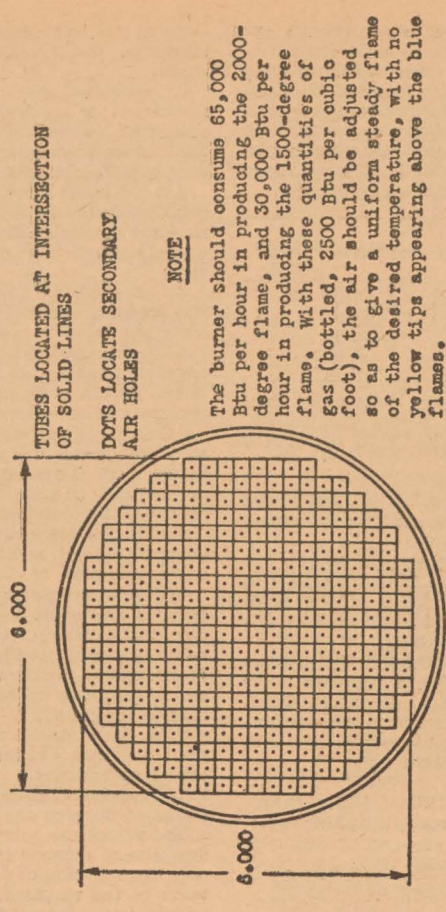 TUBES LOCATED AT INTERSECTION
OF SOLID LINES
DOTS LOCATE SECONDARY
AIR HOLES
NOTE
The burner should consume 65,000
Btu per hour in producing the 2000-
degree flame, and 30,000 Btu per
hour in producing the 1500-degree
flame. With these quantities of
gas (bottled, 2500 Btu per cubic
foot), the air should be adjusted
so as to give a uniform steady flame
of the desired temperature, with no
yellow tips appearing above the blue
flames.
6.000
6.000